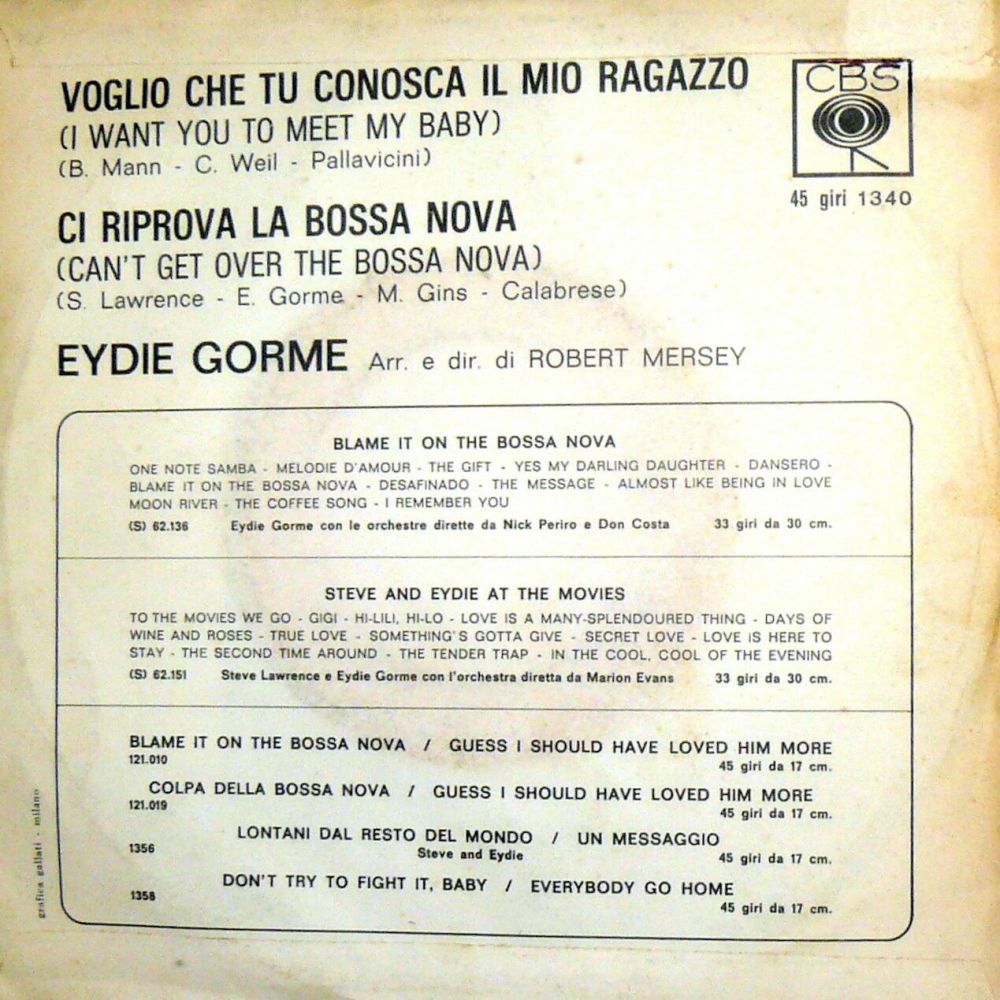 VOGLIO CHE TU CONOSCA IL MIO RAGAZZO
(I WANT YOU TO MEET MY BABY)
(B. Mann - C. Weil - Pallavicini)
CBS
45 giri 1340
CI RIPROVA LA BOSSA NOVA
(CAN'T GET OVER THE BOSSA NOVA)
(S. Lawrence - E. Gorme - M. Gins - Calabrese)
EYDIE GORME Arr. e dir. di ROBERT MERSEY
BLAME IT ON THE BOSSA NOVA
ONE NOTE SAMBA - MELODIE D'AMOUR - THE GIFT - YES MY DARLING DAUGHTER - DANSERO -
BLAME IT ON THE BOSSA NOVA - DESAFINADO - THE MESSAGE - ALMOST LIKE BEING IN LOVE
MOON RIVER - THE COFFEE SONG - I REMEMBER YOU
(S) 62.136 Eydie Gorme con le orchestre dirette da Nick Periro e Don Costa 33 giri da 30 cm.
STEVE AND EYDIE AT THE MOVIES
TO THE MOVIES WE GO - GIGI - HI-LILI, HI-LO - LOVE IS A MANY-SPLENDOURED THING - DAYS OF
WINE AND ROSES - TRUE LOVE - SOMETHING'S GOTTA GIVE - SECRET LOVE - LOVE IS HERE TO
STAY - THE SECOND TIME AROUND - THE TENDER TRAP - IN THE COOL, COOL OF THE EVENING
(S) 62.151 Steve Lawrence e Eydie Gorme con l'orchestra diretta da Marion Evans 33 giri da 30 cm.
BLAME IT ON THE BOSSA NOVA / GUESS I SHOULD HAVE LOVED HIM MORE
121.010 45 giri da 17 cm.
COLPA DELLA BOSSA NOVA / GUESS I SHOULD HAVE LOVED HIM MORE
121.019 45 giri da 17 cm.
LONTANI DAL RESTO DEL MONDO / UN MESSAGGIO
1356 Steve and Eydie 45 giri da 17 cm.
DON'T TRY TO FIGHT IT, BABY / EVERYBODY GO HOME
1358 45 giri da 17 cm.
grafica gallati - milano